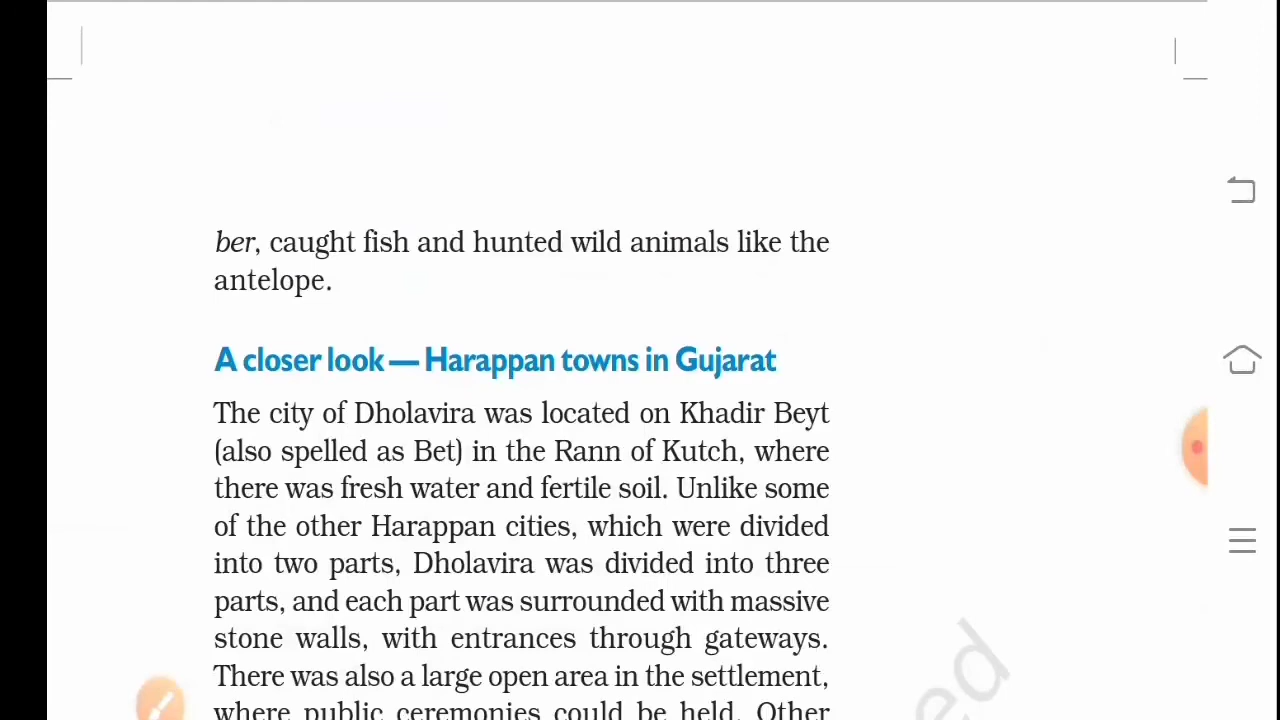 ber, caught fish and hunted wild animals like the
antelope.
A closer look — Harappan towns in Gujarat
The city of Dholavira was located on Khadir Beyt
(also spelled as Bet) in the Rann of Kutch, where
there was fresh water and fertile soil. Unlike some
of the other Harappan cities, which were divided
into two parts, Dholavira was divided into three
parts, and each part was surrounded with massive
stone walls, with entrances through gateways.
There was also a large open area in the settlement,
where public ceremonies could be held. Other